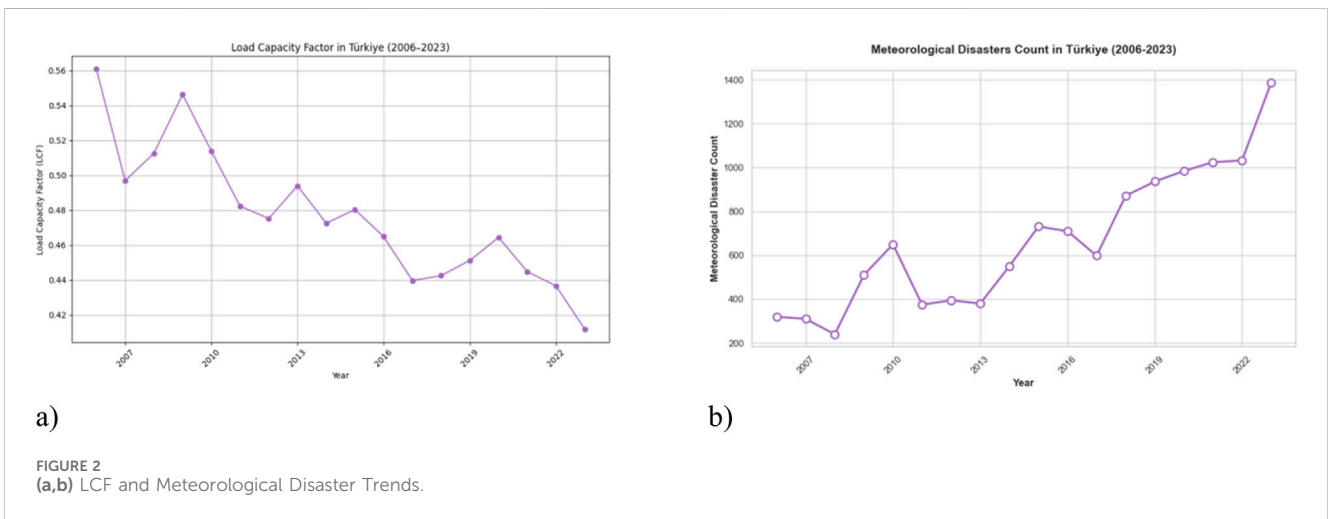 Load Capacity Factor in Türkiye (2006–2023)
Load Capacity Factor (LCF)
0.56
0.54
0.52
0.50
0.48
0.46
0.44
0.42
2007
2010
2013
2016
2019
2022
Year
a)
Meteorological Disasters Count in Türkiye (2006-2023)
Meteorological Disaster Count
1400
1200
1000
800
600
400
200
2007
2010
2013
2016
2019
2022
Year
b)
FIGURE 2
(a,b) LCF and Meteorological Disaster Trends.